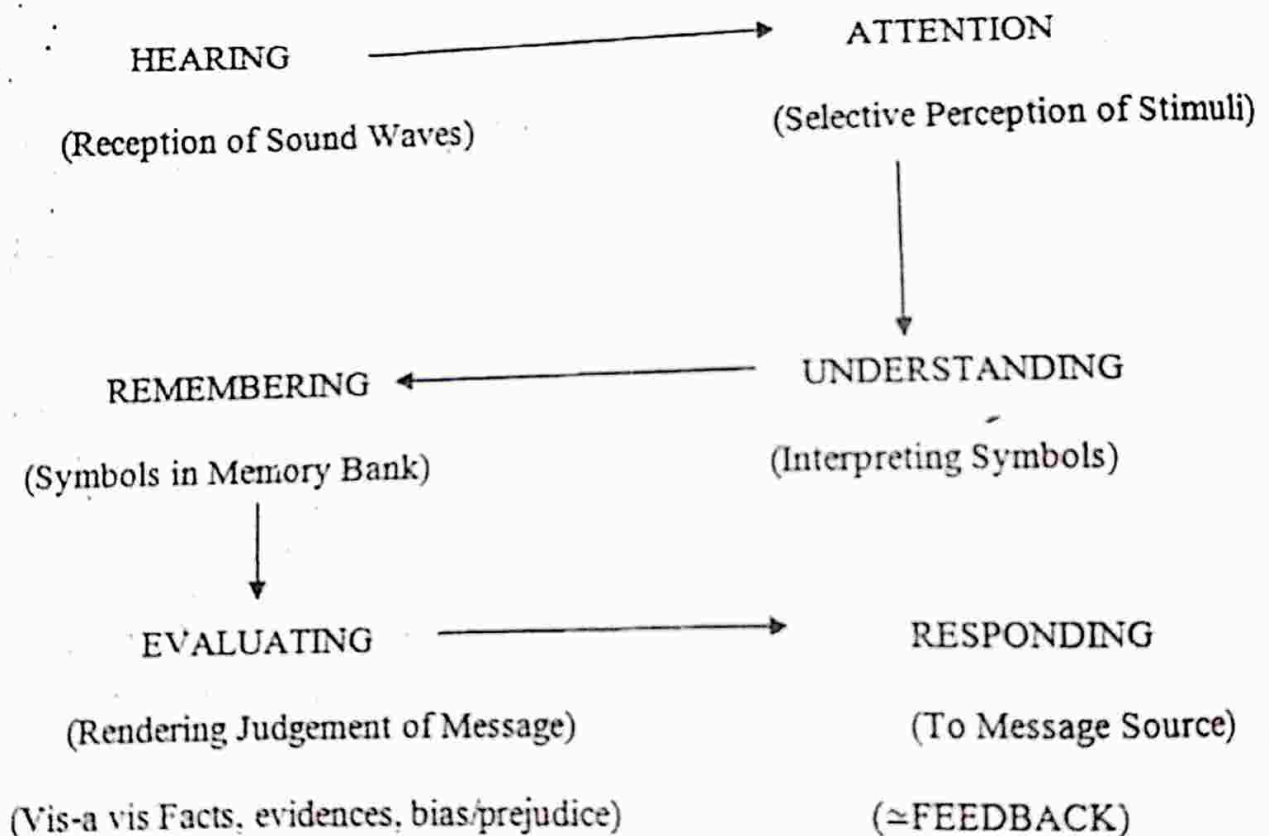 HEARING
ATTENTION
(Reception of Sound Waves)
(Selective Perception of Stimuli)
REMEMBERING
UNDERSTANDING
(Symbols in Memory Bank)
(Interpreting Symbols)
EVALUATING
RESPONDING
(Rendering Judgement of Message)
(To Message Source)
(Vis-a vis Facts, evidences, bias/prejudice)
(≃FEEDBACK)